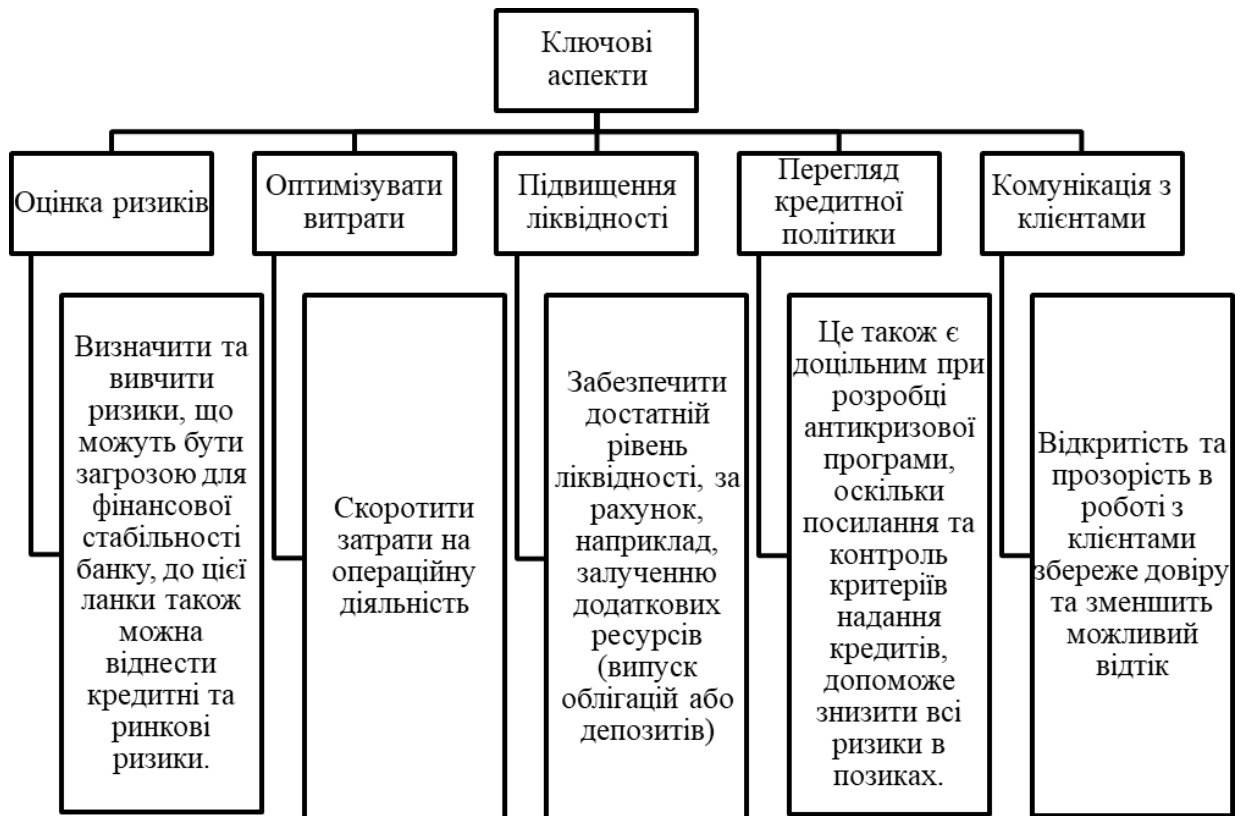 Ключові
аспекти
Оцінка ризиків
Оптимізувати
витрати
Підвищення
ліквідності
Перегляд
кредитної
політики
Комунікація з
клієнтами
Визначити та
вивчити
ризики, що
можуть бути
загрозою для
фінансової
стабільності
банку, до цієї
ланки також
можна
віднести
кредитні та
ринкові
ризики.
Скоротити
затрати на
операційну
діяльність
Забезпечити
достатній
рівень
ліквідності, за
рахунок,
наприклад,
залученню
додаткових
ресурсів
(випуск
облігацій або
депозитів)
Це також є
доцільним при
розробці
антикризової
програми,
оскільки
посилання та
контроль
критеріїв
надання
кредитів,
допоможе
знизити всі
ризики в
позиках.
Відкритість та
прозорість в
роботі з
клієнтами
збереже довіру
та зменшить
можливий
відтік